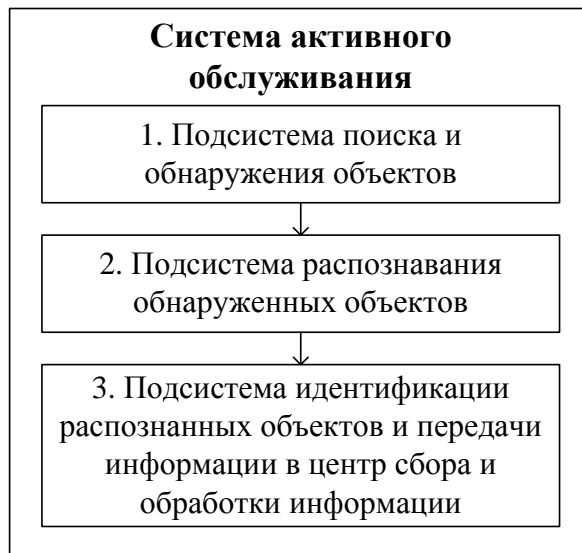 Система активного
обслуживания
1. Подсистема поиска и
обнаружения объектов
2. Подсистема распознавания
обнаруженных объектов
3. Подсистема идентификации
распознанных объектов и передачи
информации в центр сбора и
обработки информации